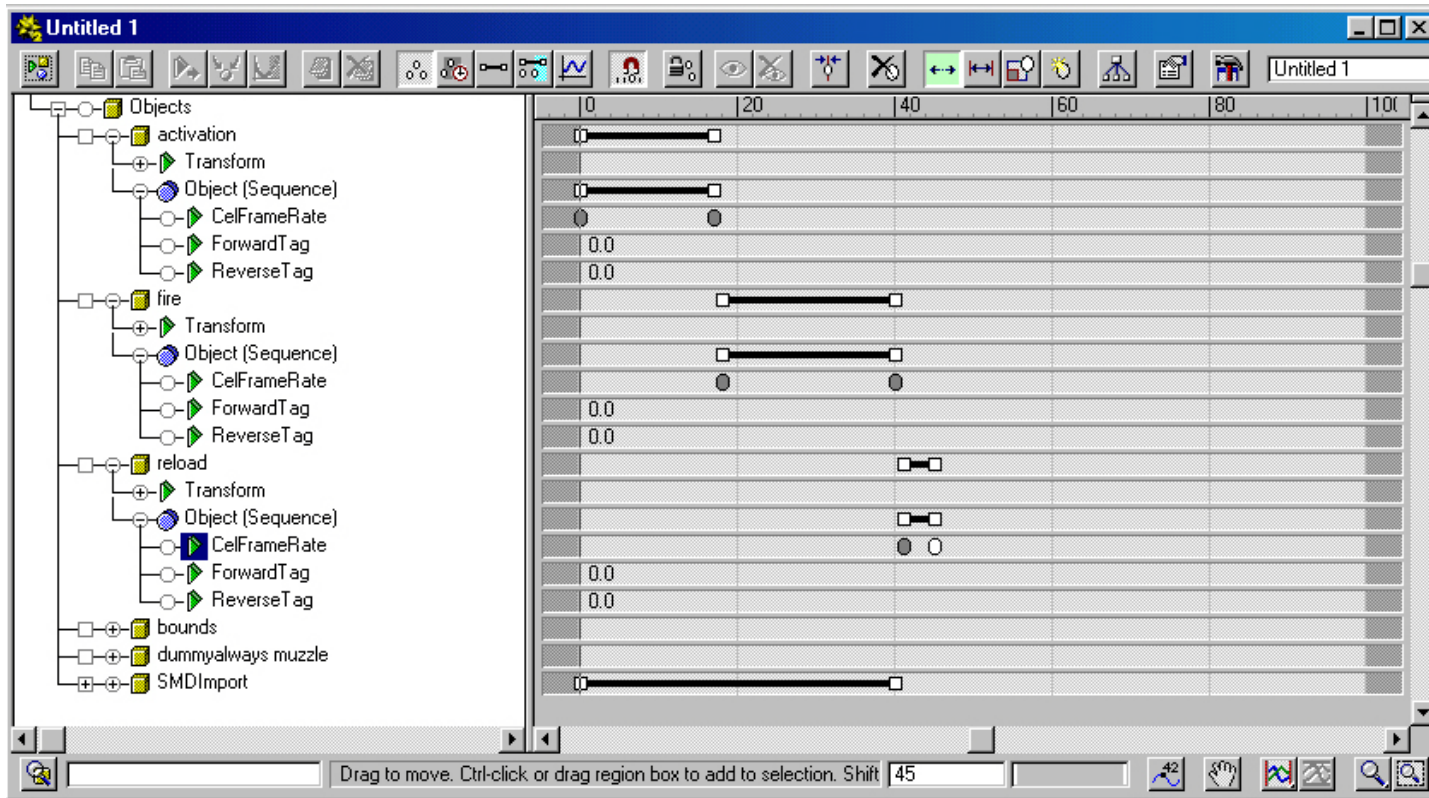 Untitled 1
Untitled 1
Objects
0 20 40 60 80 10
activation
Transform
Object (Sequence)
CelFrameRate
ForwardTag 0.0
ReverseTag 0.0
fire
Transform
Object (Sequence)
CelFrameRate
ForwardTag 0.0
ReverseTag 0.0
reload
Transform
Object (Sequence)
CelFrameRate
ForwardTag 0.0
ReverseTag 0.0
bounds
dummyalways muzzle
SMDImport
Drag to move. Ctrl-click or drag region box to add to selection. Shift 45 42